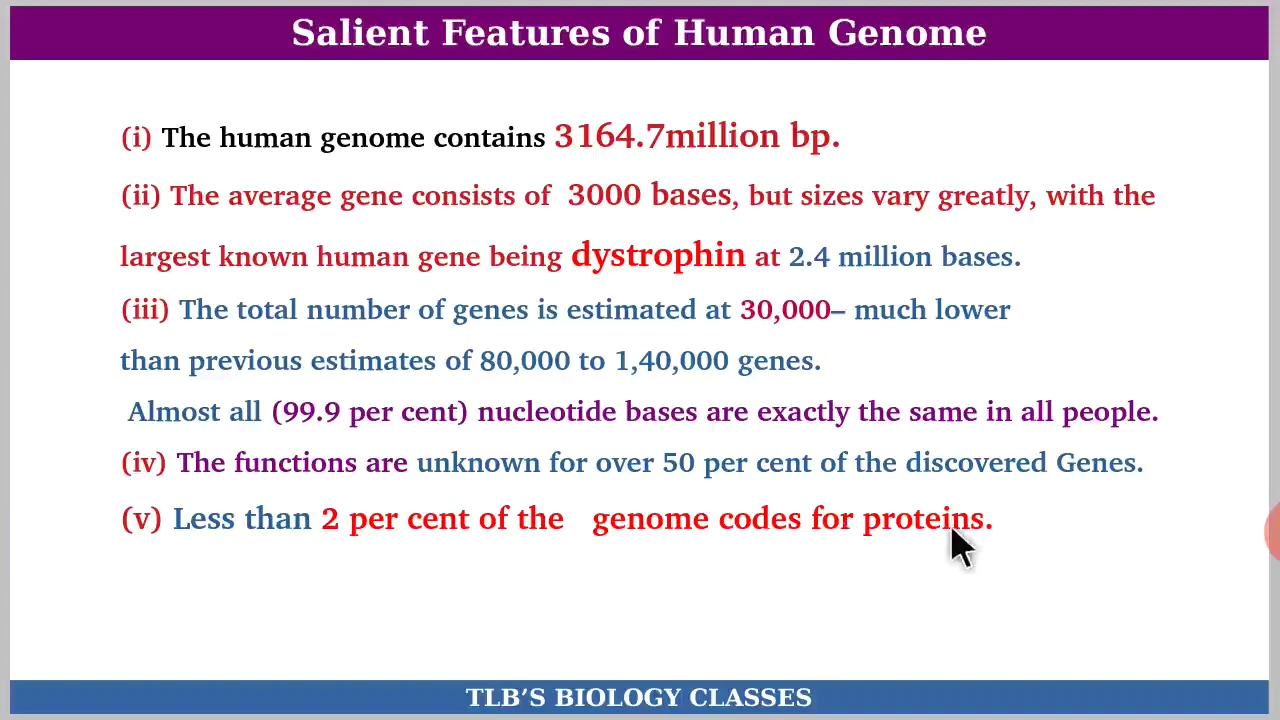 Salient Features of Human Genome
(i) The human genome contains 3164.7million bp.
(ii) The average gene consists of 3000 bases, but sizes vary greatly, with the
largest known human gene being dystrophin at 2.4 million bases.
(iii) The total number of genes is estimated at 30,000– much lower
than previous estimates of 80,000 to 1,40,000 genes.
Almost all (99.9 per cent) nucleotide bases are exactly the same in all people.
(iv) The functions are unknown for over 50 per cent of the discovered Genes.
(v) Less than 2 per cent of the genome codes for proteins.
TLB’S BIOLOGY CLASSES